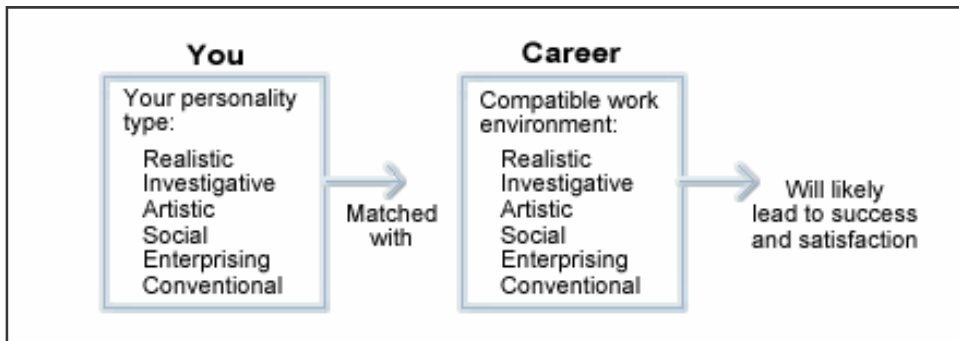 You
Your personality
type:
Realistic
Investigative
Artistic
Social
Enterprising
Conventional
Matched
with
Career
Compatible work
environment:
Realistic
Investigative
Artistic
Social
Enterprising
Conventional
Will likely
lead to success
and satisfaction